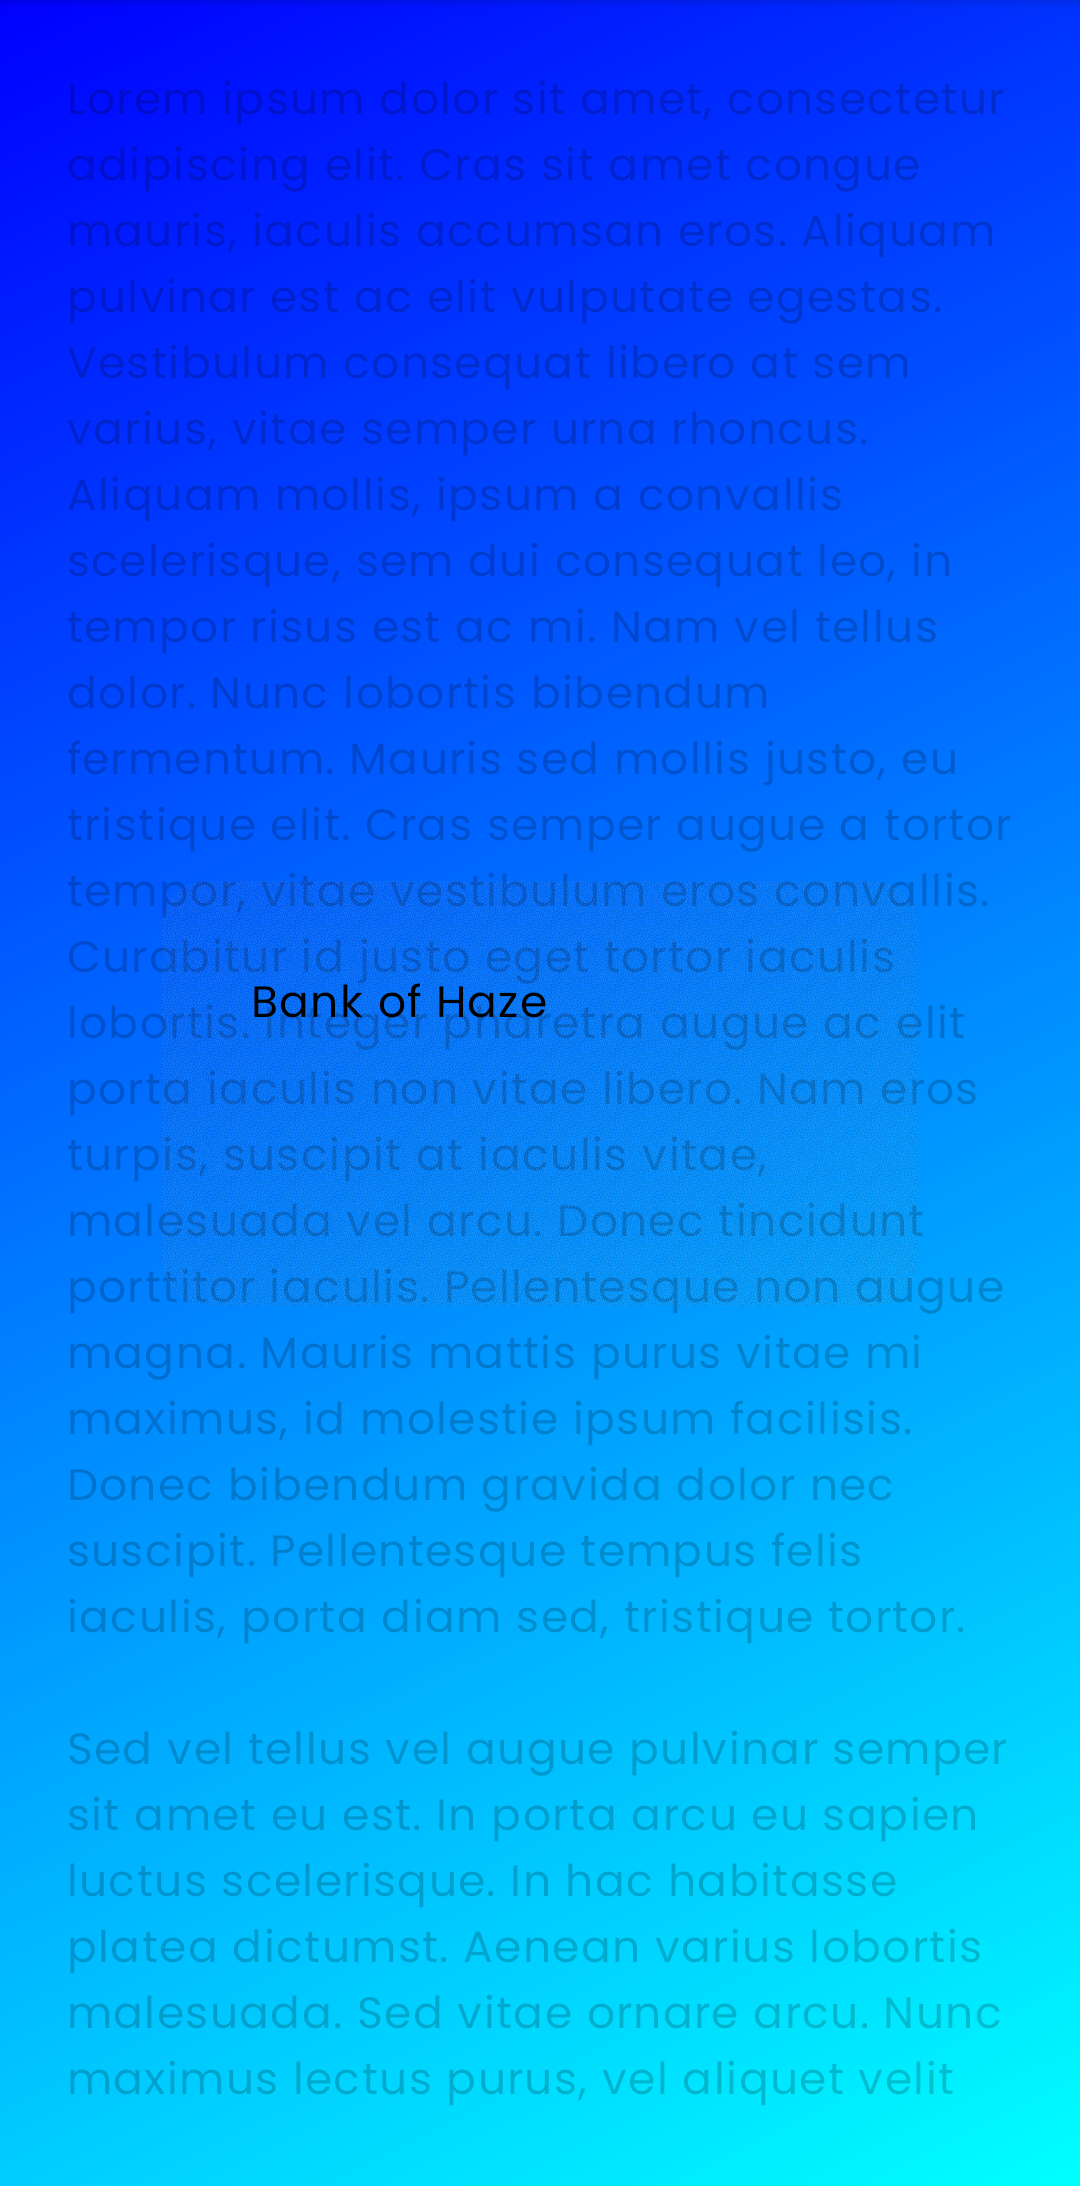 Lorem ipsum dolor sit amet, consectetur
adipiscing elit. Cras sit amet congue
mauris, iaculis accumsan eros. Aliquam
pulvinar est ac elit vulputate egestas.
Vestibulum consequat libero at sem
varius, vitae semper urna rhoncus.
Aliquam mollis, ipsum a convallis
scelerisque, sem dui consequat leo, in
tempor risus est ac mi. Nam vel tellus
dolor. Nunc lobortis bibendum
fermentum. Mauris sed mollis justo, eu
tristique elit. Cras semper augue a tortor
tempor, vitae vestibulum eros convallis.
Curabitur id justo eget tortor iaculis
Bank of Haze
lobortis. Integer pharetra augue ac elit
porta iaculis non vitae libero. Nam eros
turpis, suscipit at iaculis vitae,
malesuada vel arcu. Donec tincidunt
porttitor iaculis. Pellentesque non augue
magna. Mauris mattis purus vitae mi
maximus, id molestie ipsum facilisis.
Donec bibendum gravida dolor nec
suscipit. Pellentesque tempus felis
iaculis, porta diam sed, tristique tortor.
Sed vel tellus vel augue pulvinar semper
sit amet eu est. In porta arcu eu sapien
luctus scelerisque. In hac habitasse
platea dictumst. Aenean varius lobortis
malesuada. Sed vitae ornare arcu. Nunc
maximus lectus purus, vel aliquet velit